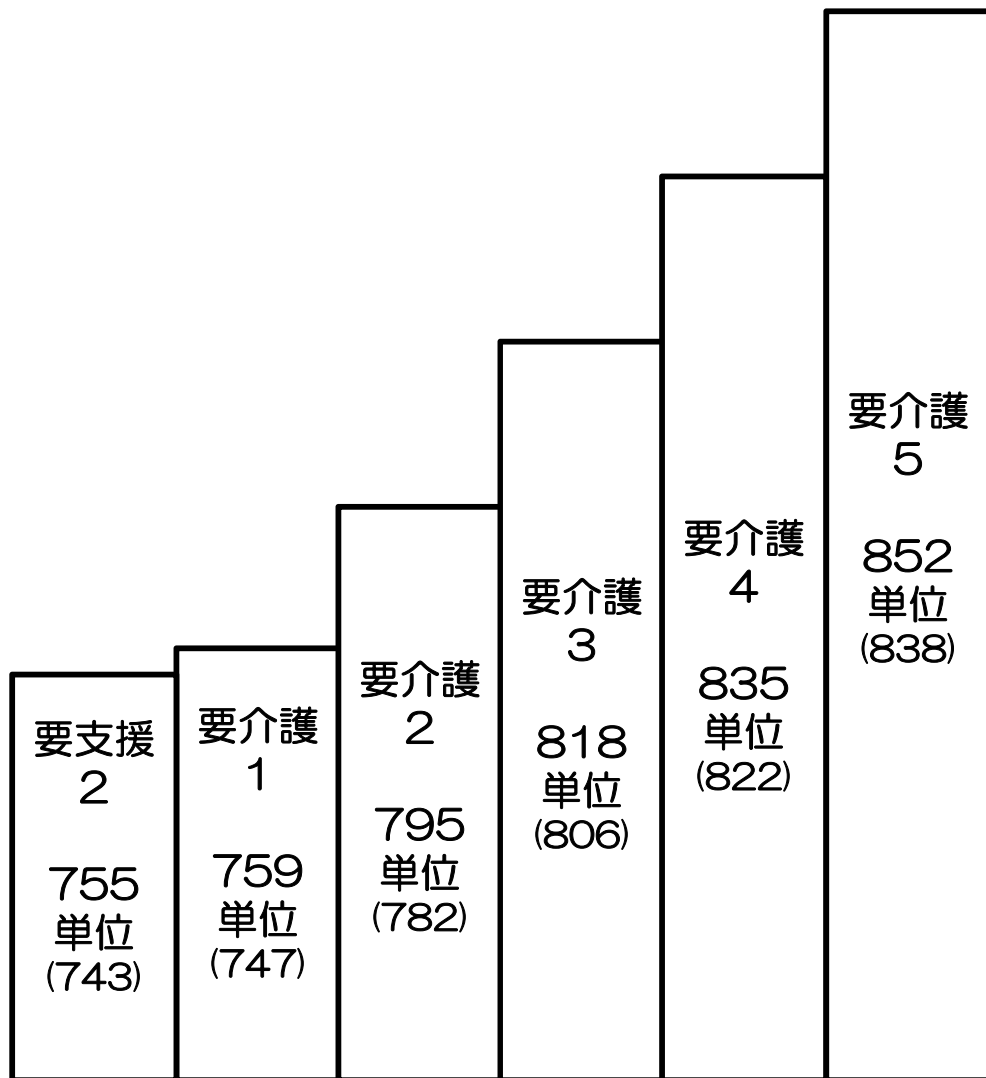 要支援
2
755
単位
(743)
要介護
1
759
単位
(747)
要介護
2
795
単位
(782)
要介護
3
818
単位
(806)
要介護
4
835
単位
(822)
要介護
5
852
単位
(838)